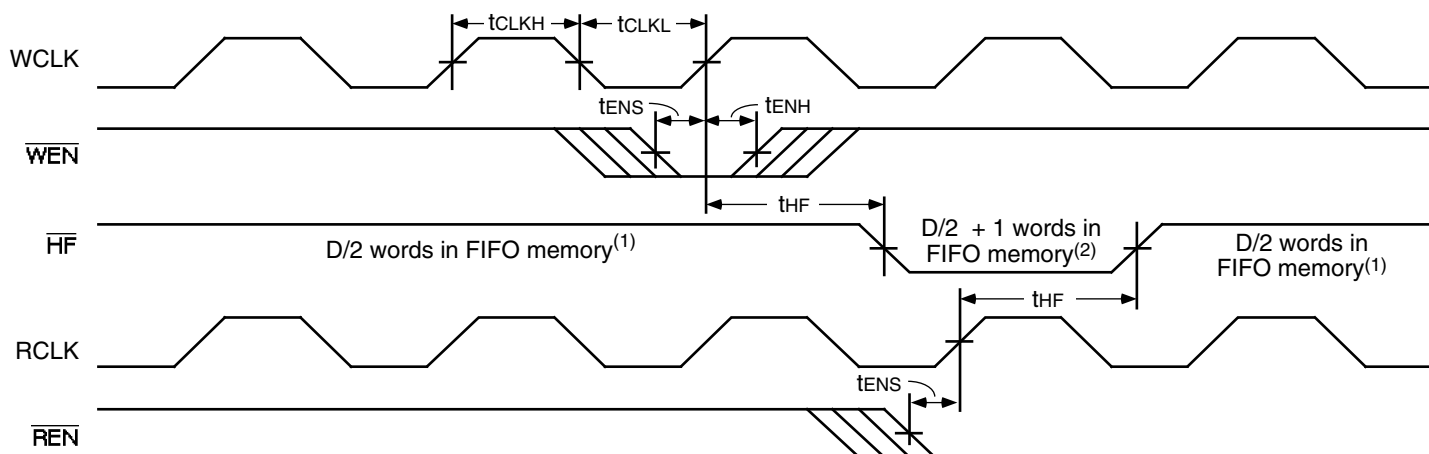 tCLKH
tCLKL
WCLK
tENS
tENH
WEN
tHF
HF
D/2 words in FIFO memory(1)
D/2 + 1 words in
FIFO memory(2)
D/2 words in
FIFO memory(1)
tHF
RCLK
tENS
REN